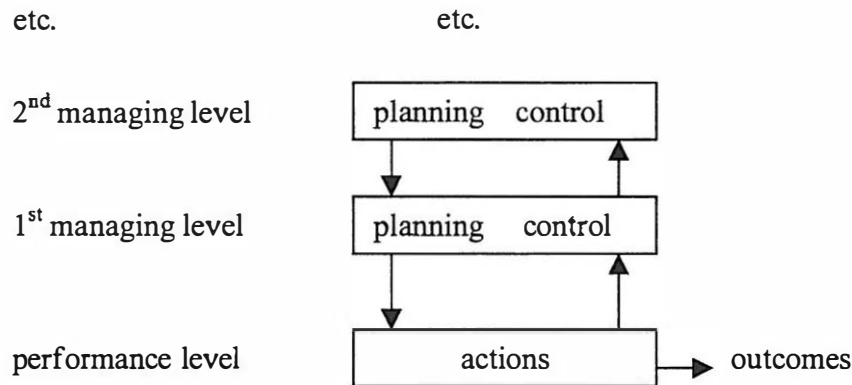 etc. etc.
2nd managing level planning control
1st managing level planning control
performance level actions outcomes